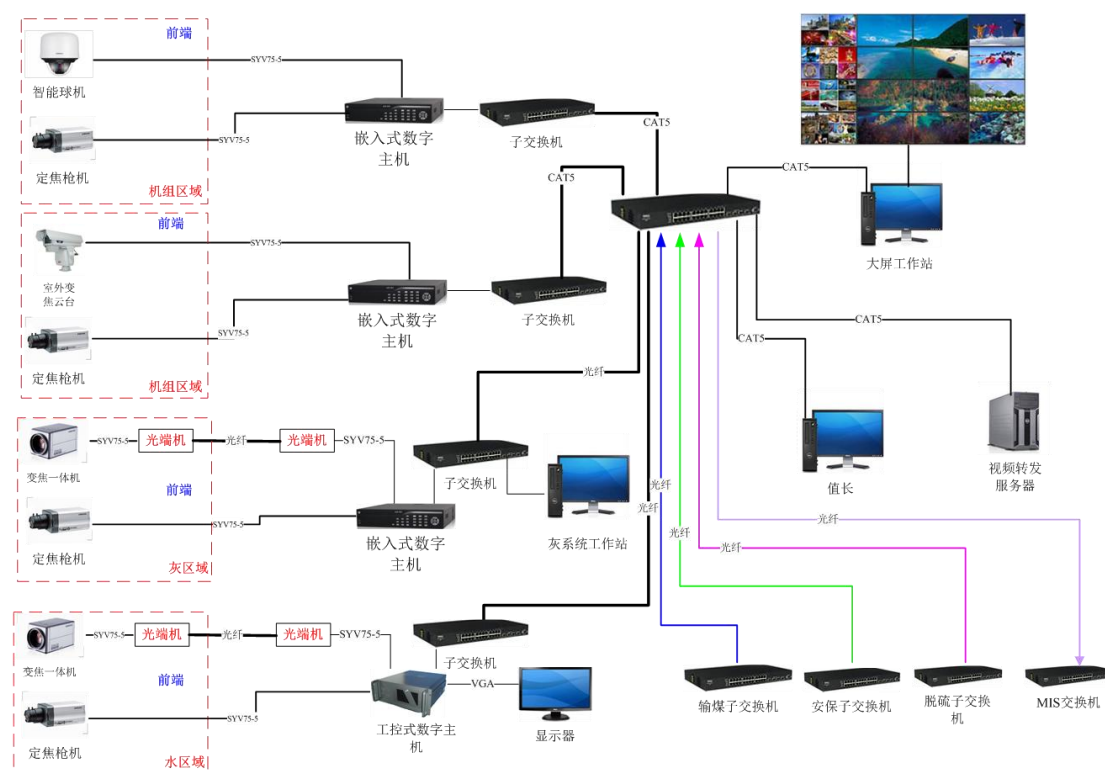 前端
SYV75-5
智能球机
嵌入式数字
主机
子交换机
CAT5
SYV75-5
定焦枪机
机组区域
CAT5
CAT5
大屏工作站
前端
SYV75-5
室外变
焦云台
嵌入式数字
主机
子交换机
SYV75-5
定焦枪机
机组区域
CAT5
CAT5
光纤
值长
视频转发
服务器
SYV75-5
光端机
光纤
光端机
SYV75-5
变焦一体机
前端
子交换机
灰系统工作站
SYV75-5
定焦枪机
嵌入式数字
主机
灰区域
光纤
光纤
光纤
光纤
光纤
SYV75-5
光端机
光纤
光端机
SYV75-5
变焦一体机
前端
子交换机
VGA
SYV75-5
定焦枪机
工控式数字主
机
显示器
水区域
输煤子交换机
安保子交换机
脱硫子交换
机
MIS交换机